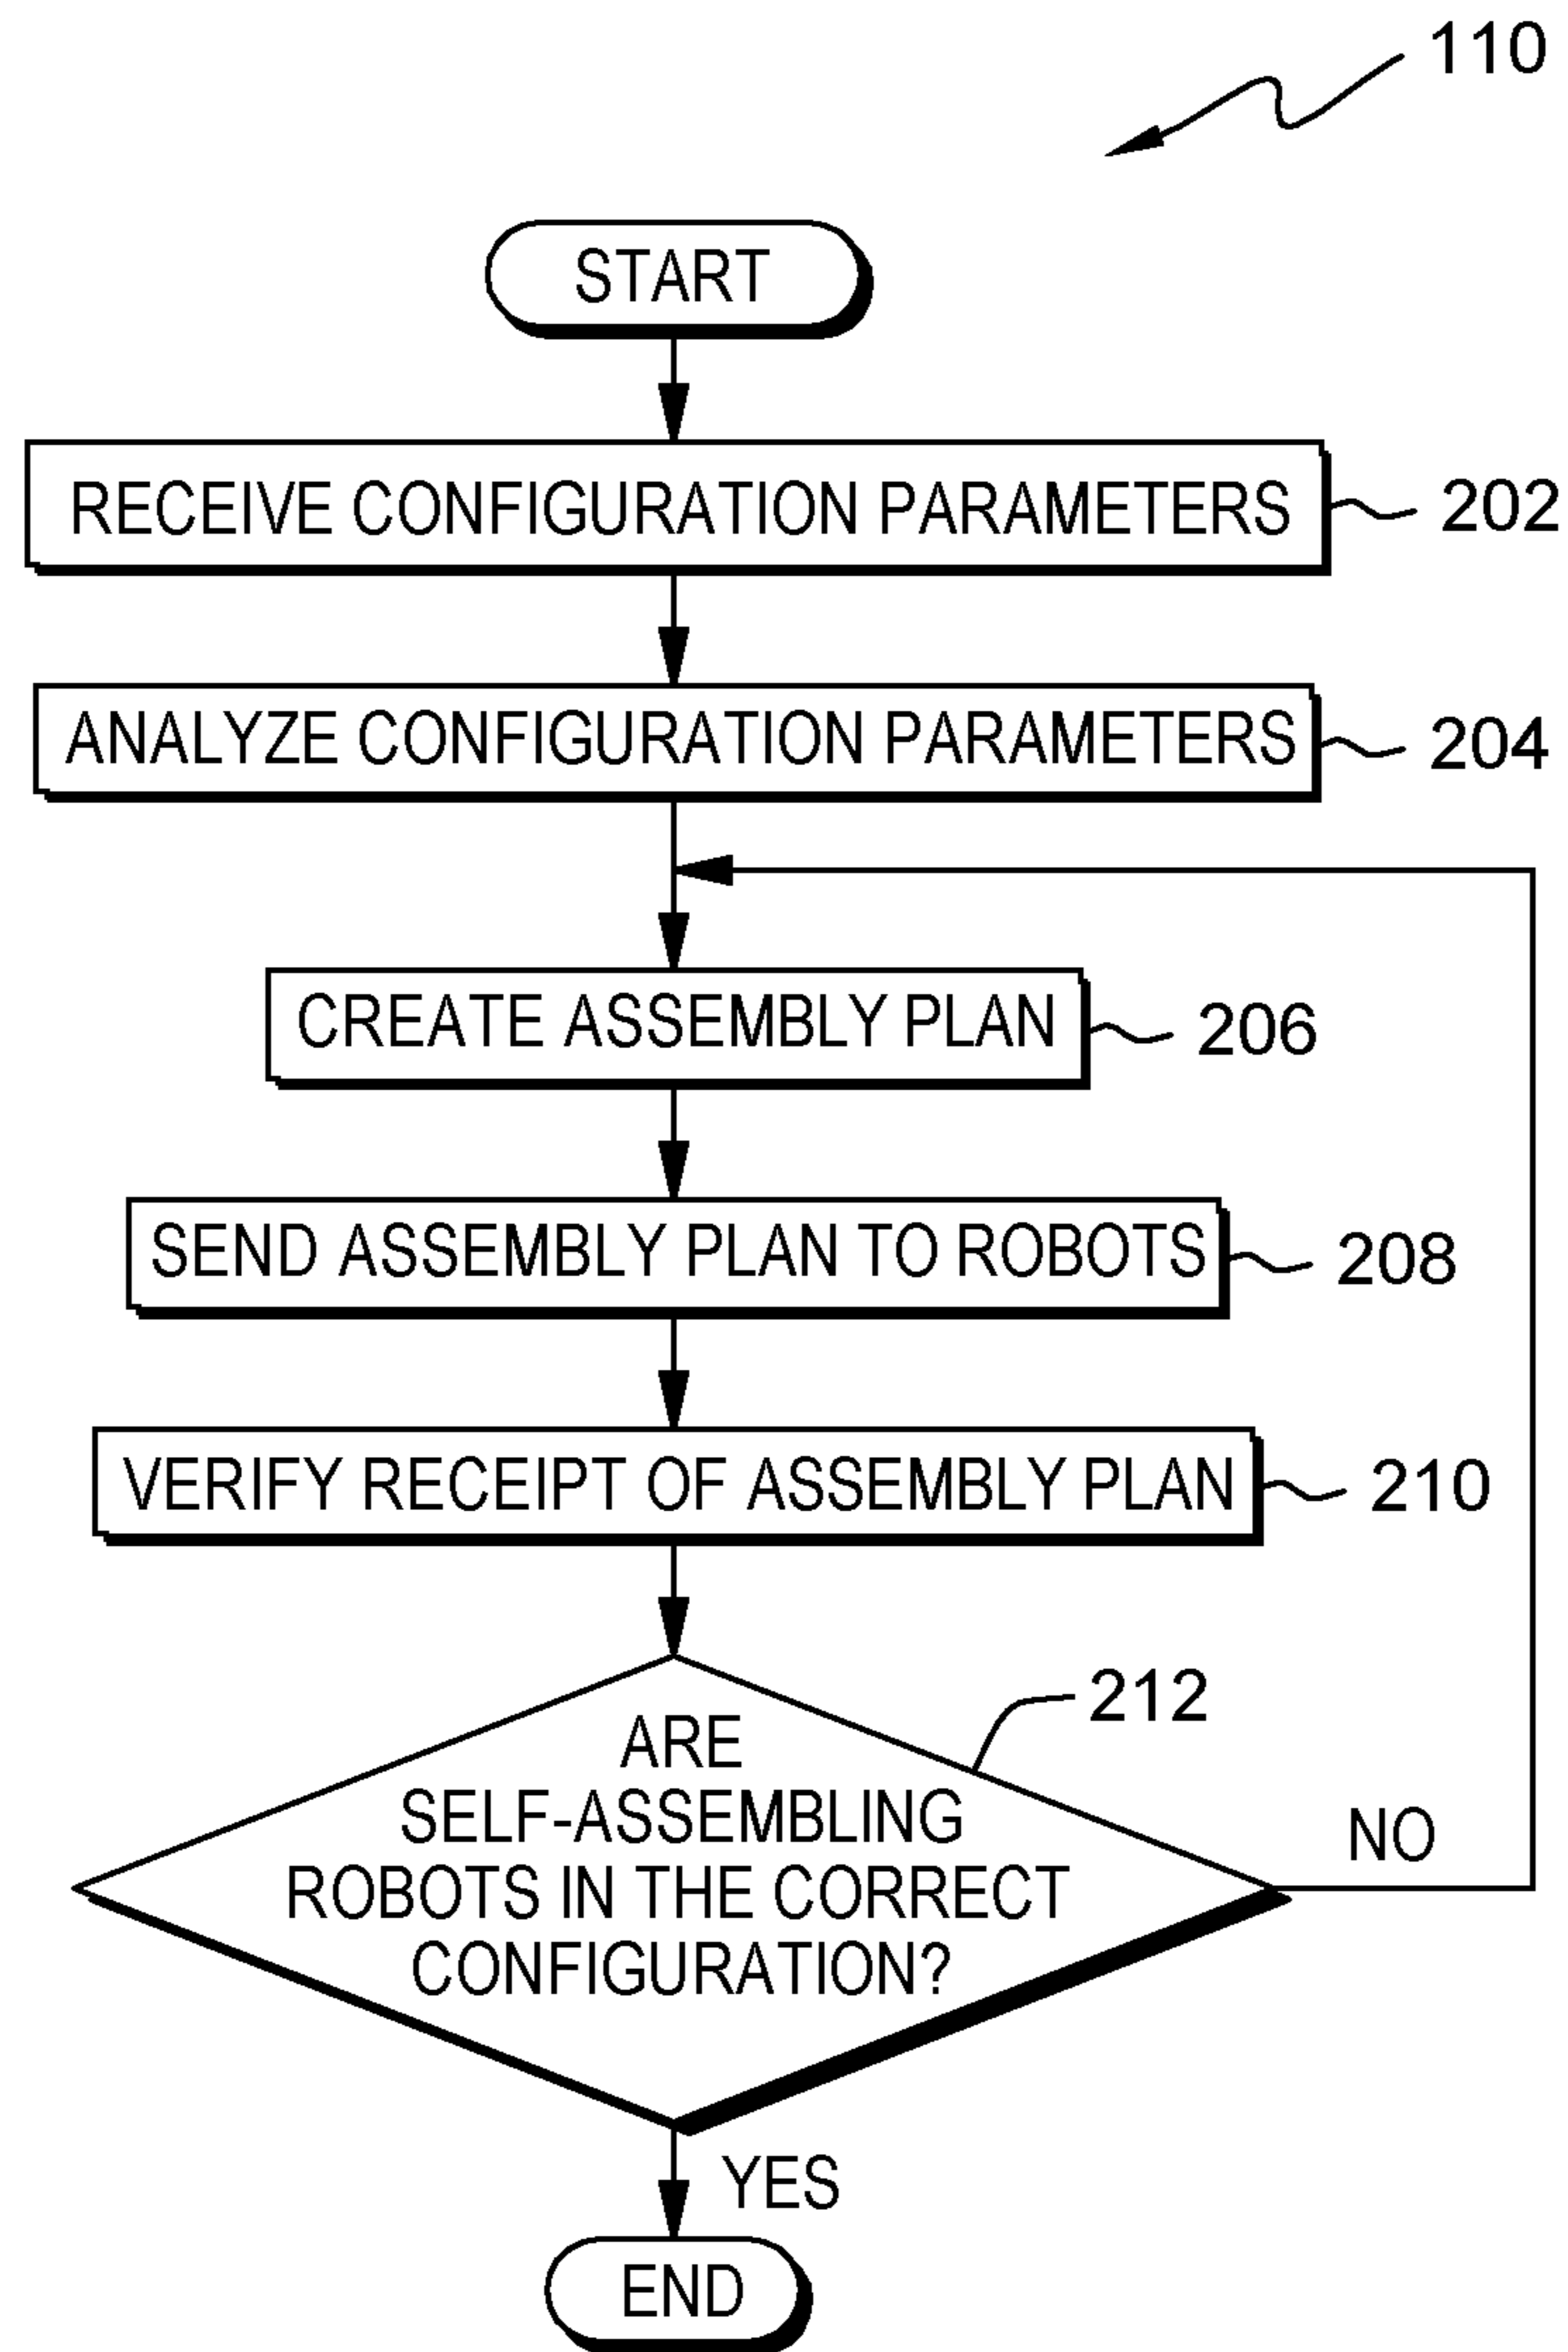 110
START
RECEIVE CONFIGURATION PARAMETERS
202
ANALYZE CONFIGURATION PARAMETERS
204
CREATE ASSEMBLY PLAN
206
SEND ASSEMBLY PLAN TO ROBOTS
208
VERIFY RECEIPT OF ASSEMBLY PLAN
210
212
ARE
SELF-ASSEMBLING
ROBOTS IN THE CORRECT
CONFIGURATION?
NO
YES
END